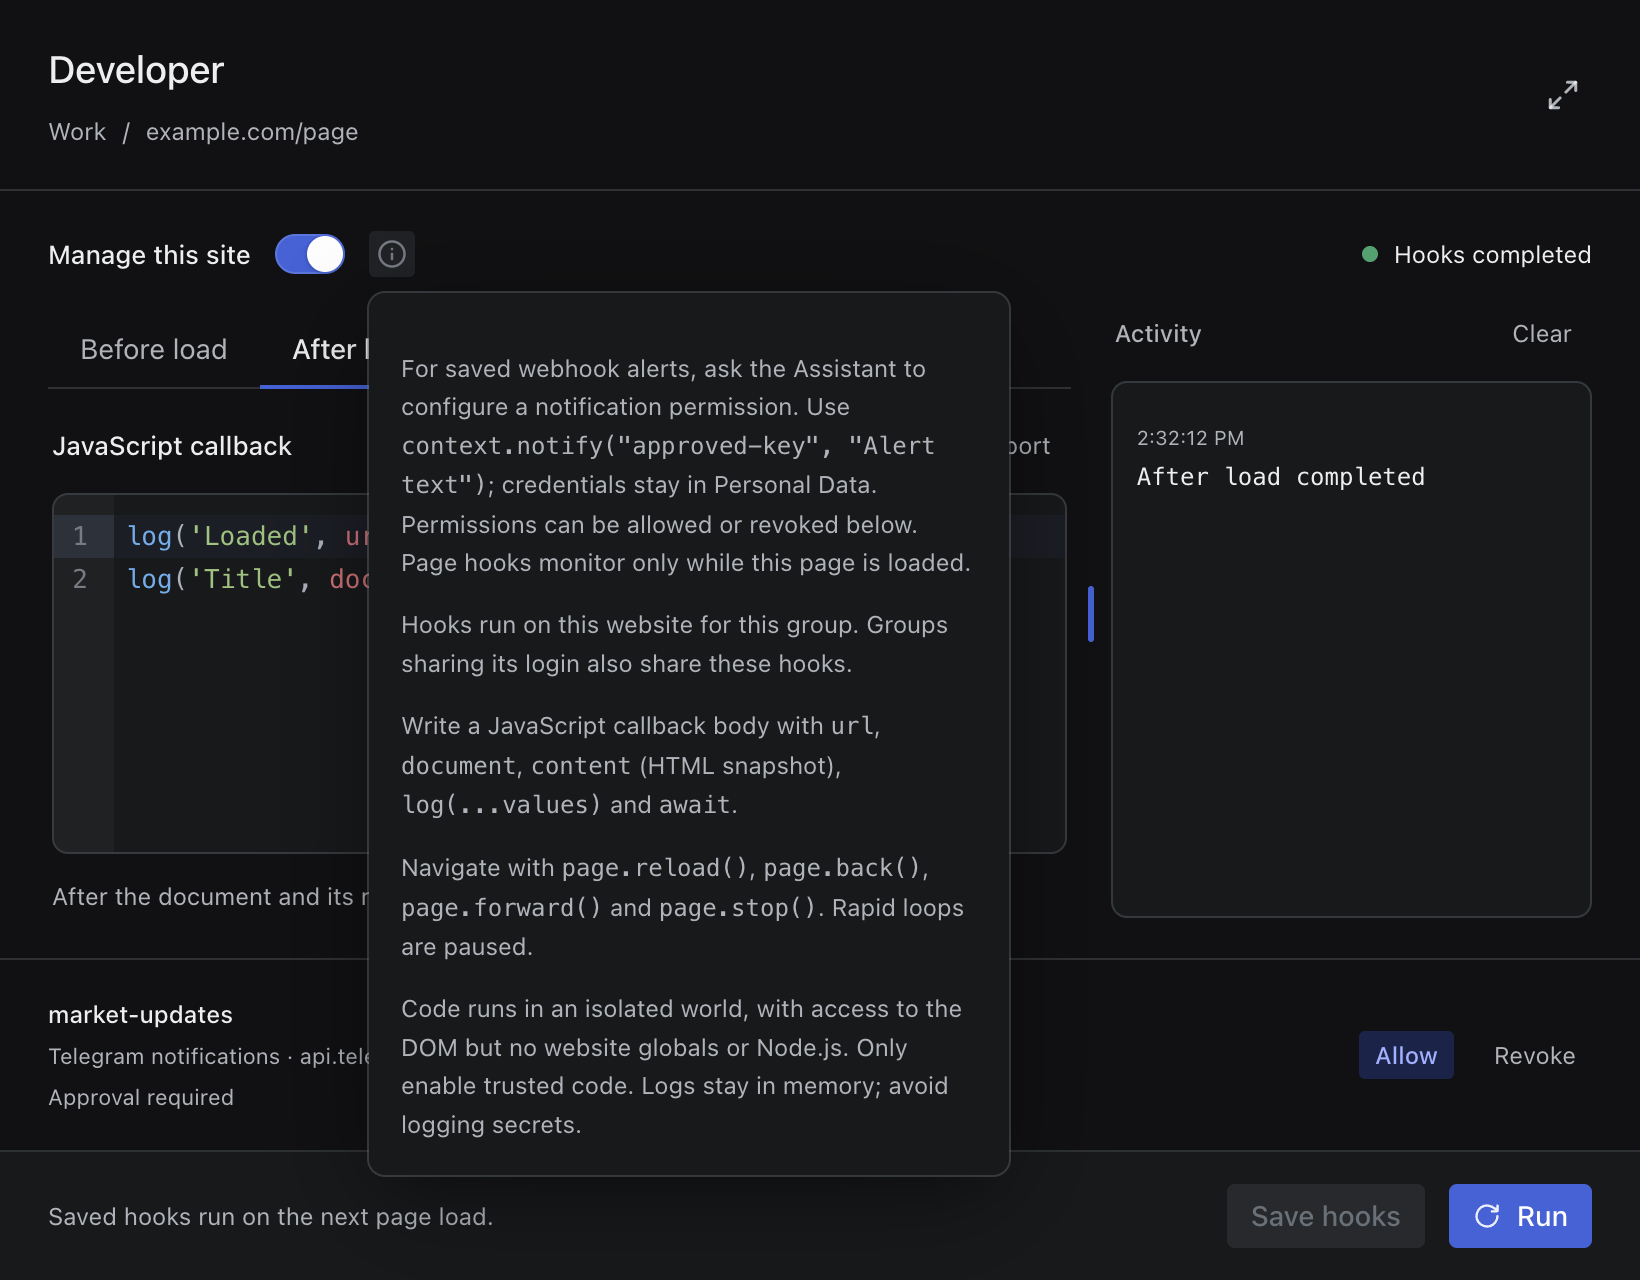 Developer
Work / example.com/page
Manage this site
Hooks completed
Before load
After
Activity
Clear
JavaScript callback
1 log('Loaded',
2 log('Title',
After the document and its
2:32:12 PM
After load completed
For saved webhook alerts, ask the Assistant to
configure a notification permission. Use
context.notify("approved-key", "Alert
text"); credentials stay in Personal Data.
Permissions can be allowed or revoked below.
Page hooks monitor only while this page is loaded.
Hooks run on this website for this group. Groups
sharing its login also share these hooks.
Write a JavaScript callback body with url,
document, content (HTML snapshot),
log(...values) and await.
Navigate with page.reload(), page.back(),
page.forward() and page.stop(). Rapid loops
are paused.
Code runs in an isolated world, with access to the
DOM but no website globals or Node.js. Only
enable trusted code. Logs stay in memory; avoid
logging secrets.
market-updates
Telegram notifications ·
Approval required
Allow
Revoke
Saved hooks run on the next page load.
Save hooks
Run